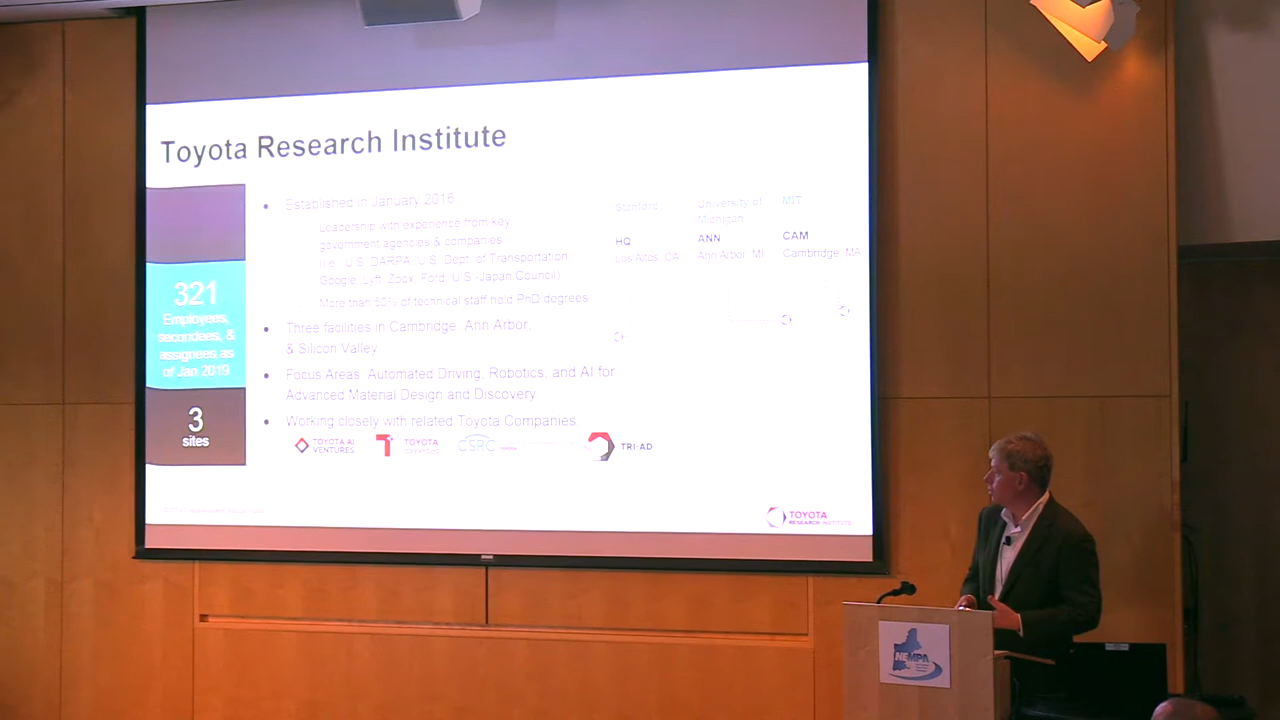 Toyota Research Institute
321
Employees,
secondees, &
assignees as
of Jan 2019
3
sites
Established in January 2016
Leadership with experience from key
government agencies & companies
(i.e., U.S. DARPA, U.S. Dept. of Transportation,
Google, Lyft, Zoox, Ford, U.S.-Japan Council)
More than 50% of technical staff hold PhD degrees
Three facilities in Cambridge, Ann Arbor,
& Silicon Valley
Focus Areas: Automated Driving, Robotics, and AI for
Advanced Material Design and Discovery
Working closely with related Toyota Companies
TOYOTA AI
VENTURES
TOYOTA
CSRC
TRI-AD
Stanford
University of
Michigan
MIT
HQ
ANN
CAM
Los Altos, CA
Ann Arbor, MI
Cambridge, MA
TOYOTA
RESEARCH INSTITUTE
NEMPA